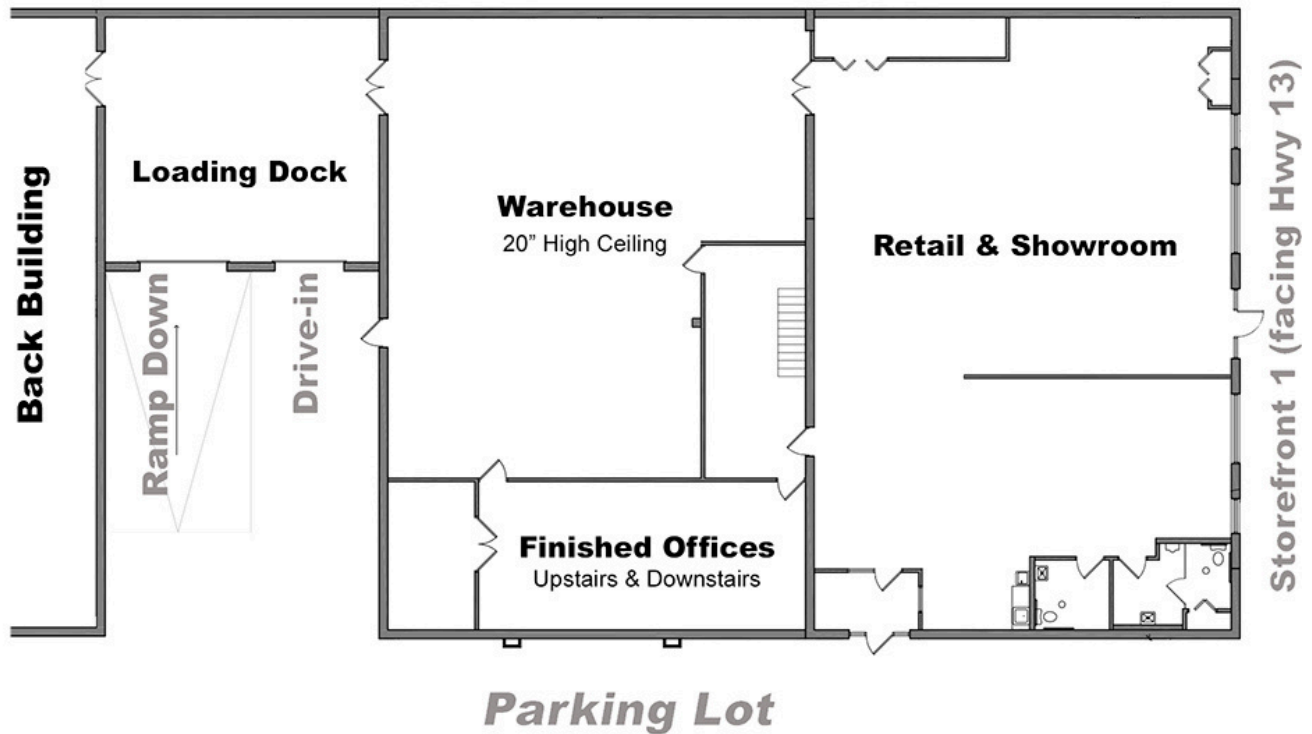 Back Building
Loading Dock
Ramp Down
Drive-in
Warehouse
20” High Ceiling
Finished Offices
Upstairs & Downstairs
Retail & Showroom
Storefront 1 (facing Hwy 13)
Parking Lot